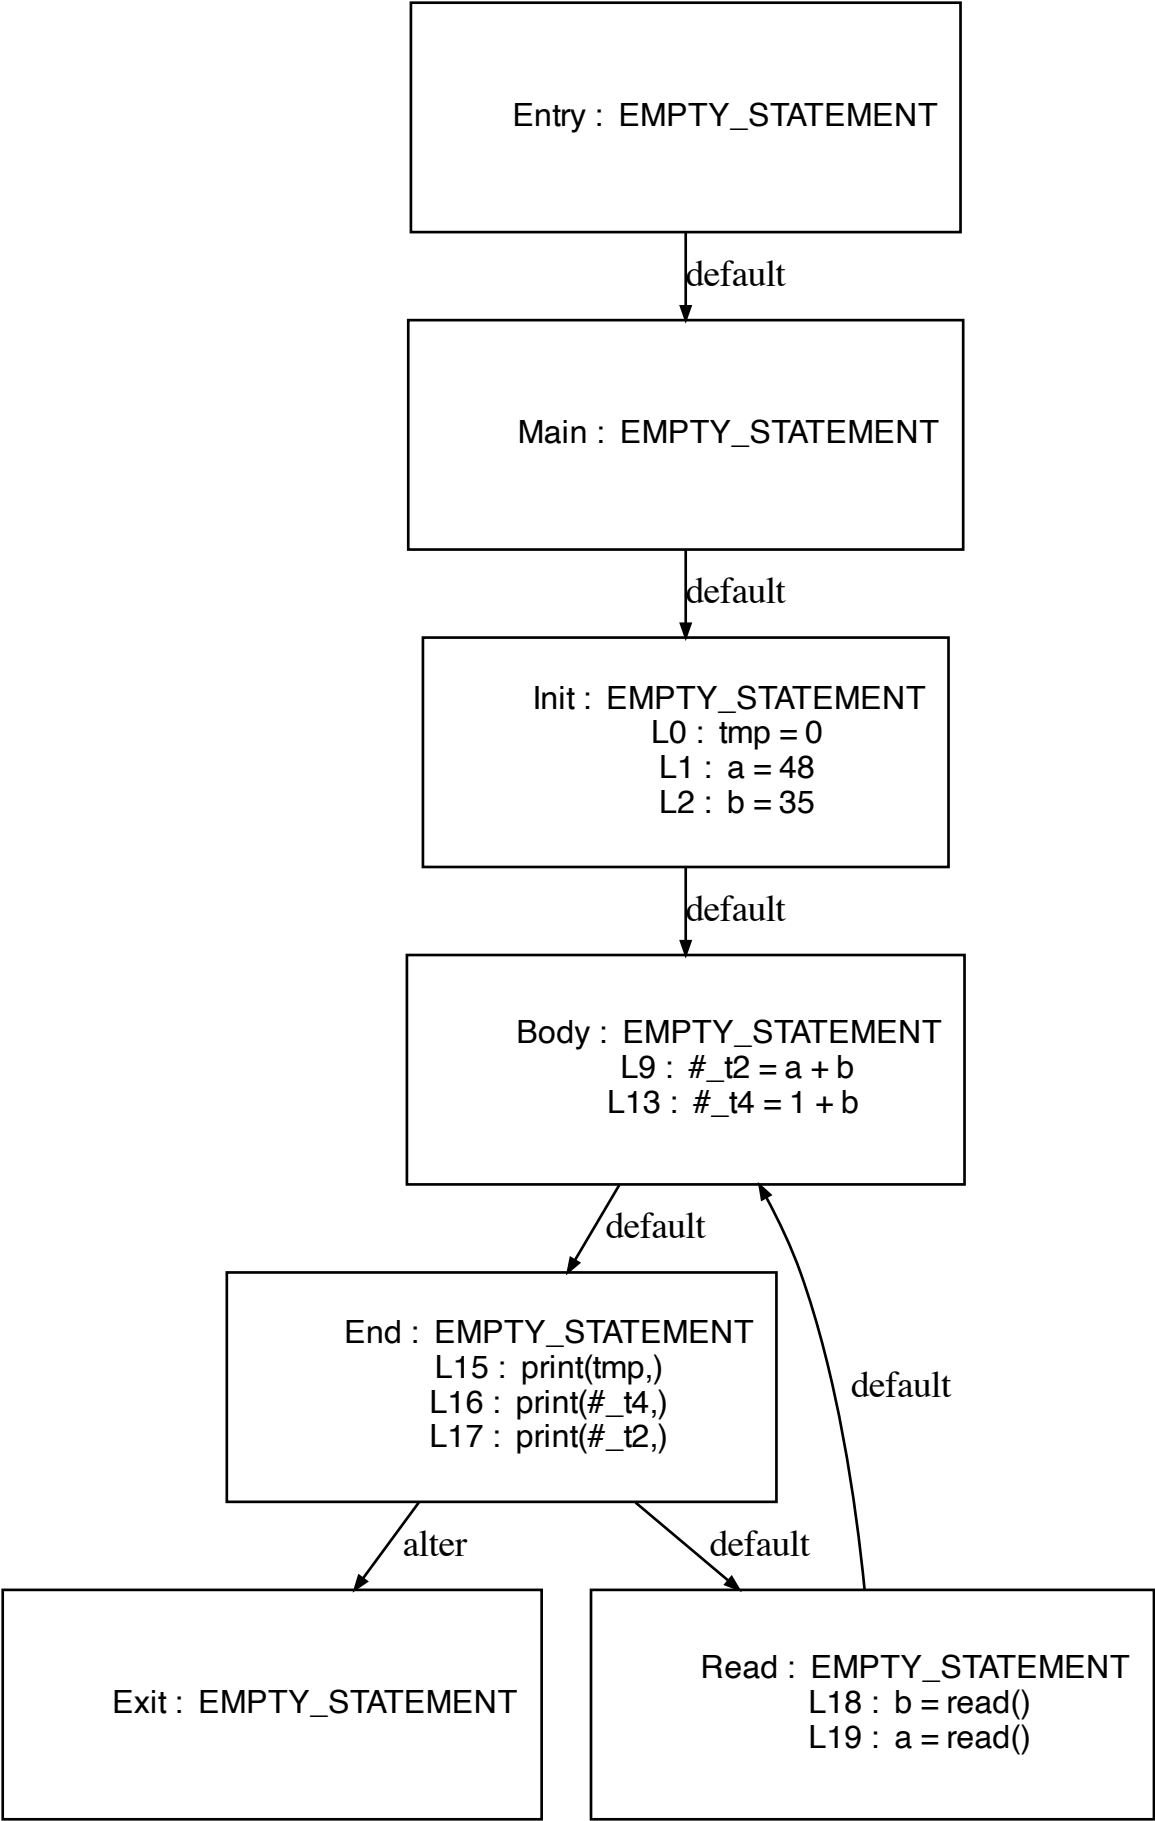 Entry :  EMPTY_STATEMENT
default
Main :  EMPTY_STATEMENT
default
Init :  EMPTY_STATEMENT
L0 :  tmp = 0
L1 :  a = 48
L2 :  b = 35
default
Body :  EMPTY_STATEMENT
L9 :  #_t2 = a + b
L13 :  #_t4 = 1 + b
default
End :  EMPTY_STATEMENT
L15 :  print(tmp,)
L16 :  print(#_t4,)
L17 :  print(#_t2,)
default
alter
default
Exit :  EMPTY_STATEMENT
Read :  EMPTY_STATEMENT
L18 :  b = read()
L19 :  a = read()